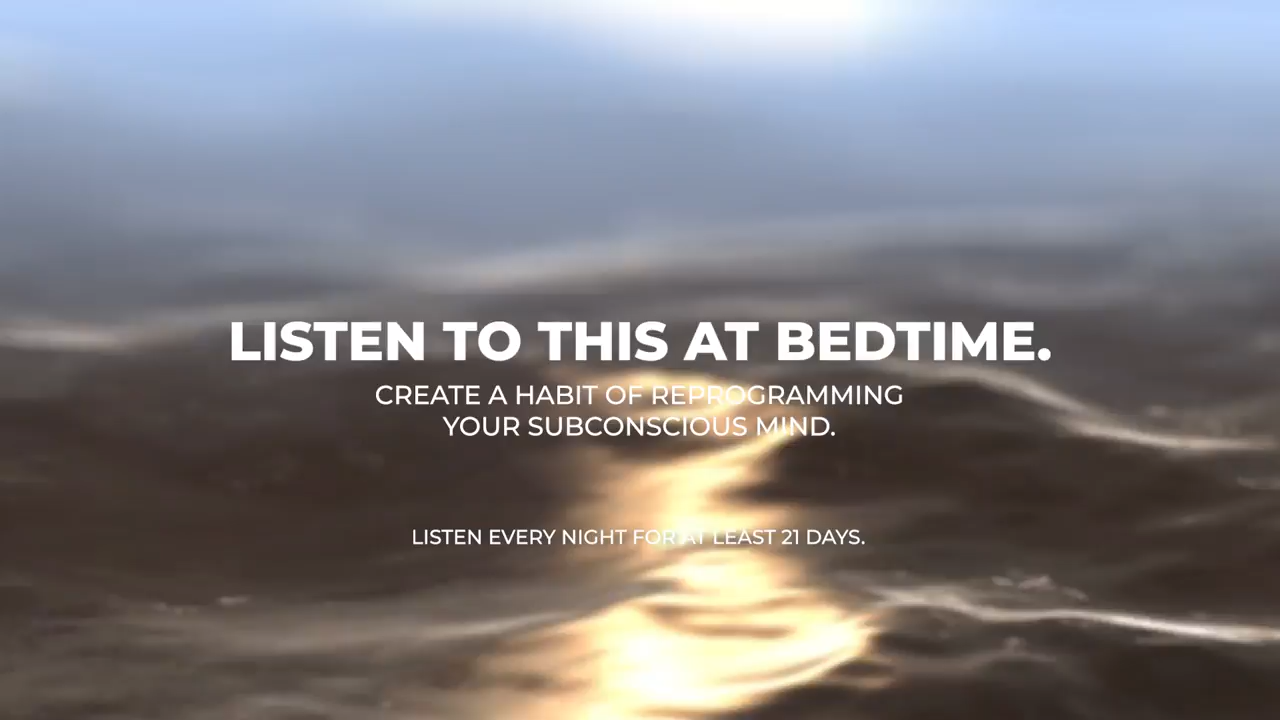 LISTEN TO THIS AT BEDTIME.
CREATE A HABIT OF REPROGRAMMING
YOUR SUBCONSCIOUS MIND.
LISTEN EVERY NIGHT FOR AT LEAST 21 DAYS.